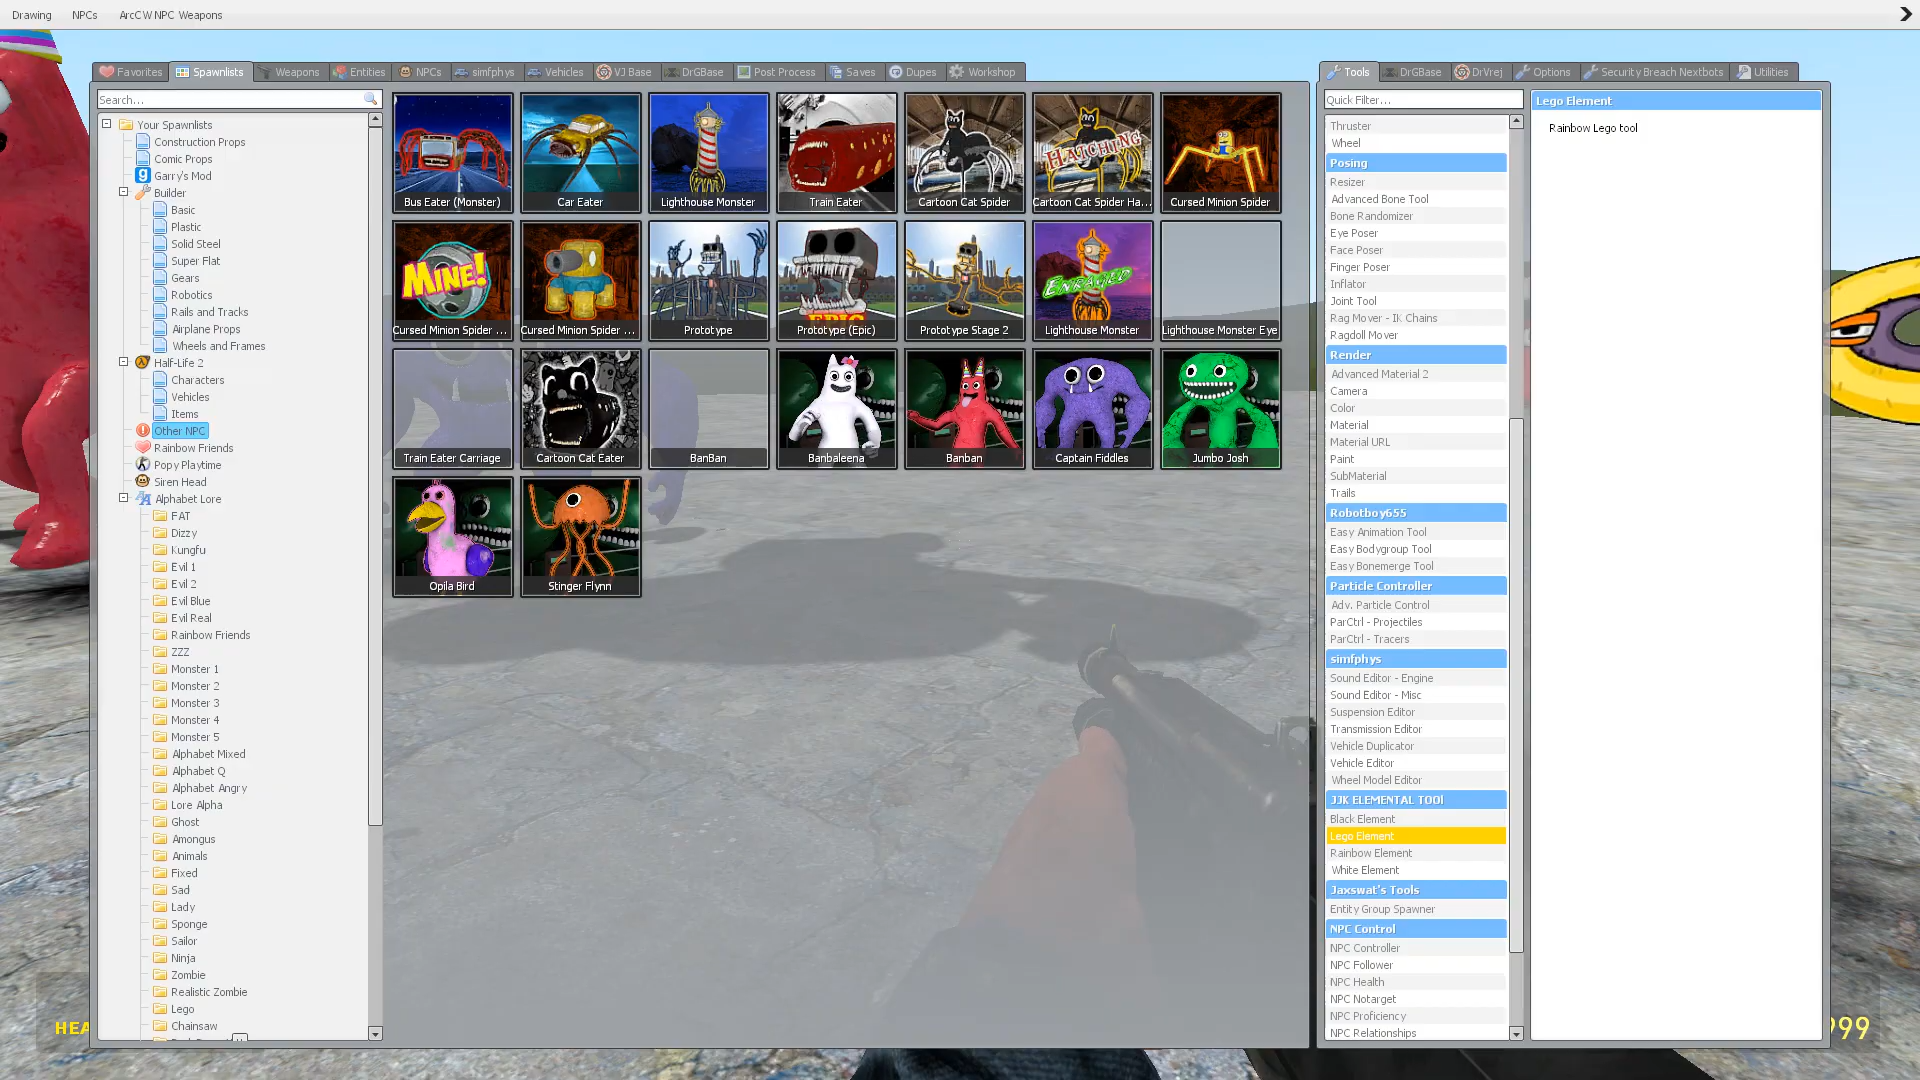 Drawing NPCs ArcCW NPC Weapons
Favorites Spawnlists Weapons Entities NPCs simfphys Vehicles VJ Base DrGBase Post Process Saves Dupes Workshop
Search...
Your Spawnlists
Construction Props
Comic Props
Garry's Mod
Builder
Basic
Plastic
Solid Steel
Super Flat
Gears
Robotics
Rails and Tracks
Airplane Props
Wheels and Frames
Half-Life 2
Characters
Vehicles
Items
Other NPC
Rainbow Friends
Popy Playtime
Siren Head
Alphabet Lore
FAT
Dizzy
Kungfu
Evil 1
Evil 2
Evil Blue
Evil Real
Rainbow Friends
ZZZ
Monster 1
Monster 2
Monster 3
Monster 4
Monster 5
Alphabet Mixed
Alphabet Q
Alphabet Angry
Lore Alpha
Ghost
Amongus
Animals
Fixed
Sad
Lady
Sponge
Sailor
Ninja
Zombie
Realistic Zombie
Lego
Chainsaw
HEA
Bus Eater (Monster) Car Eater Lighthouse Monster Train Eater Cartoon Cat Spider
HATCHING
Cartoon Cat Spider Ha... Cursed Minion Spider
MINE!
Cursed Minion Spider ... Cursed Minion Spider ... Prototype
EPIC
Prototype (Epic) Prototype Stage 2
ENRAGED
Lighthouse Monster Lighthouse Monster Eye
Train Eater Carriage Cartoon Cat Eater BanBan Banbaleena Banban Captain Fiddles Jumbo Josh
Opila Bird Stinger Flynn
Tools DrGBase DrVrej Options Security Breach Nextbots Utilities
Quick Filter...
Thruster
Wheel
Posing
Resizer
Advanced Bone Tool
Bone Randomizer
Eye Poser
Face Poser
Finger Poser
Inflator
Joint Tool
Rag Mover - IK Chains
Ragdoll Mover
Render
Advanced Material 2
Camera
Color
Material
Material URL
Paint
SubMaterial
Trails
Robotboy655
Easy Animation Tool
Easy Bodygroup Tool
Easy Bonemerge Tool
Particle Controller
Adv. Particle Control
ParCtrl - Projectiles
ParCtrl - Tracers
simfphys
Sound Editor - Engine
Sound Editor - Misc
Suspension Editor
Transmission Editor
Vehicle Duplicator
Vehicle Editor
Wheel Model Editor
JJK ELEMENTAL TOOl
Black Element
Lego Element
Rainbow Element
White Element
Jaxswat's Tools
Entity Group Spawner
NPC Control
NPC Controller
NPC Follower
NPC Health
NPC Notarget
NPC Proficiency
NPC Relationships
Lego Element
Rainbow Lego tool
999